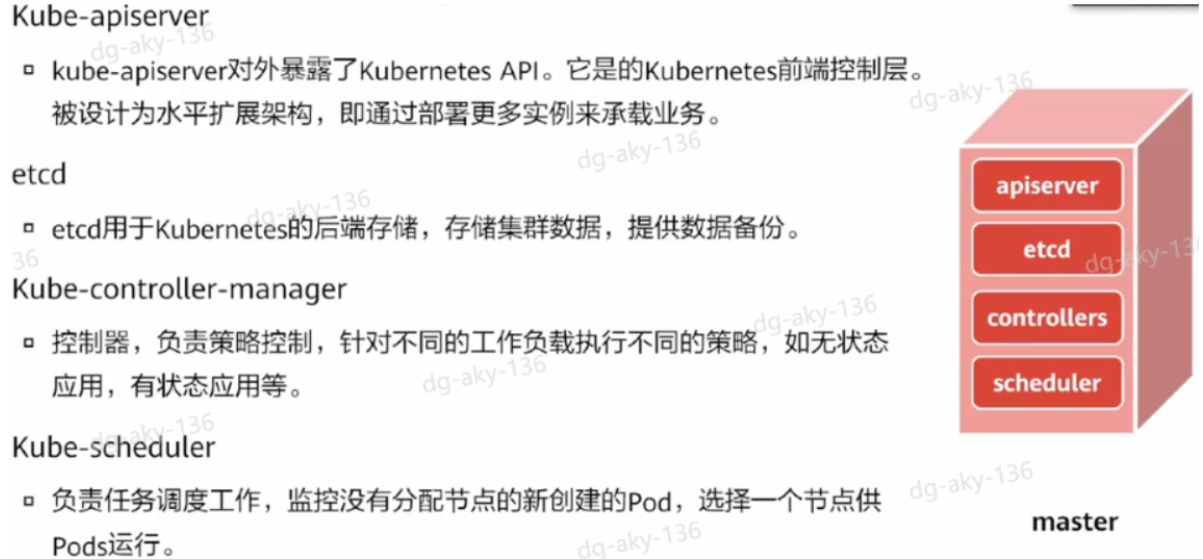 Kube-apiserver
dg-aky-136
▫ kube-apiserver对外暴露了Kubernetes API。它是的Kubernetes前端控制层。
被设计为水平扩展架构，即通过部署更多实例来承载业务。
dg-aky-136
dg-aky-136
etcd
dg-aky-136
▫ etcd用于Kubernetes的后端存储，存储集群数据，提供数据备份。
36
Kube-controller-manager
dg-aky-136
▫ 控制器，负责策略控制，针对不同的工作负载执行不同的策略，如无状态
应用，有状态应用等。
dg-aky-136
Kube-scheduler
dg-aky-136
▫ 负责任务调度工作，监控没有分配节点的新创建的Pod，选择一个节点供
Pods运行。
dg-aky-136
dg-aky-136
apiserver
etcd
dg-aky-136
controllers
scheduler
master